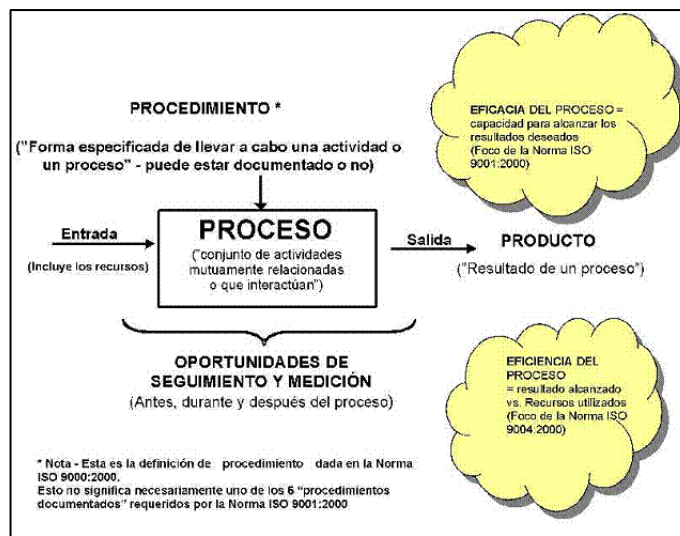 PROCEDIMIENTO *
("Forma especificada de llevar a cabo una actividad o
un proceso" - puede estar documentado o no)
EFICACIA DEL PROCESO =
capacidad para alcanzar los
resultados deseados
(Foco de la Norma ISO
9001:2000)
Entrada
(Incluye los recursos)
PROCESO
("conjunto de actividades
mutuamente relacionadas
o que interactúan")
Salida
PRODUCTO
("Resultado de un proceso")
OPORTUNIDADES DE
SEGUIMIENTO Y MEDICIÓN
(Antes, durante y después del proceso)
EFICIENCIA DEL
PROCESO
= resultado alcanzado
vs. Recursos utilizados
(Foco de la Norma ISO
9004:2000)
* Nota - Esta es la definición de procedimiento dada en la Norma
ISO 9000:2000.
Esto no significa necesariamente uno de los 6 "procedimientos
documentados" requeridos por la Norma ISO 9001:2000